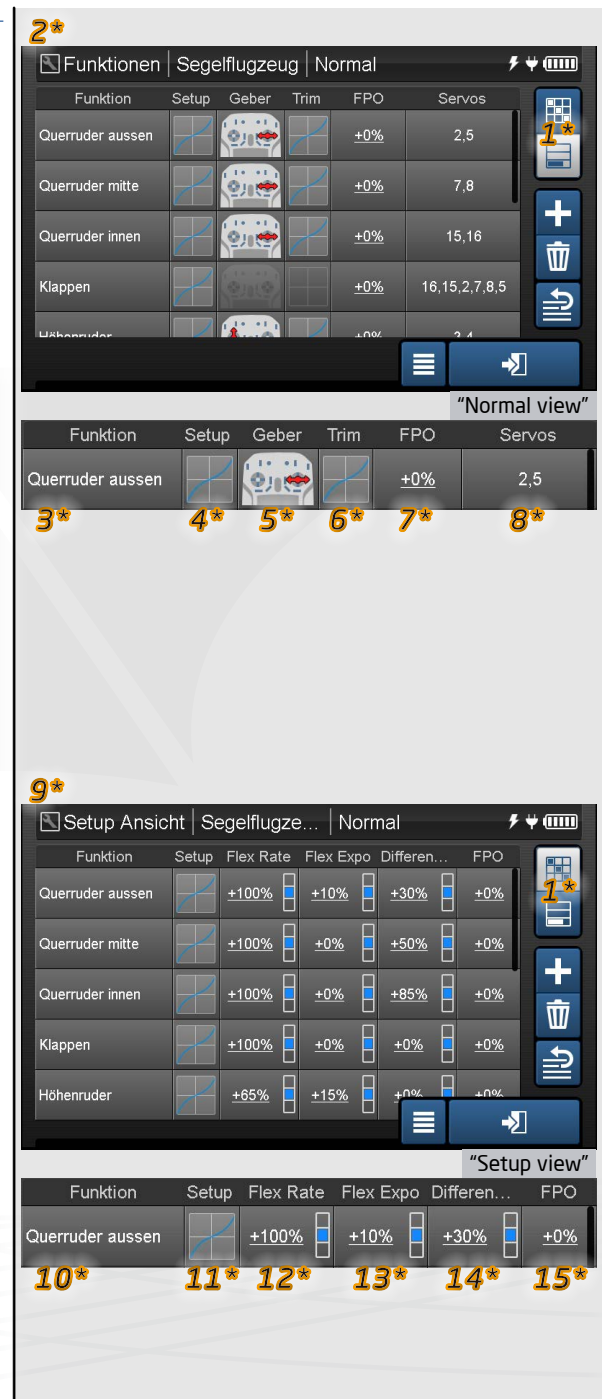 2*
Funktionen | Segelflugzeug | Normal
Funktion Setup Geber Trim FPO Servos
1*
Querruder aussen +0% 2,5
Querruder mitte +0% 7,8
Querruder innen +0% 15,16
Klappen +0% 16,15,2,7,8,5
Höhenruder +0% 3,4
"Normal view"
Funktion Setup Geber Trim FPO Servos
Querruder aussen +0% 2,5
3* 4* 5* 6* 7* 8*
9*
Setup Ansicht | Segelflugze... | Normal
Funktion Setup Flex Rate Flex Expo Differen... FPO
1*
Querruder aussen +100% +10% +30% +0%
Querruder mitte +100% +0% +50% +0%
Querruder innen +100% +0% +85% +0%
Klappen +100% +0% +0% +0%
Höhenruder +65% +15% +0% +0%
"Setup view"
Funktion Setup Flex Rate Flex Expo Differen... FPO
Querruder aussen +100% +10% +30% +0%
10* 11* 12* 13* 14* 15*